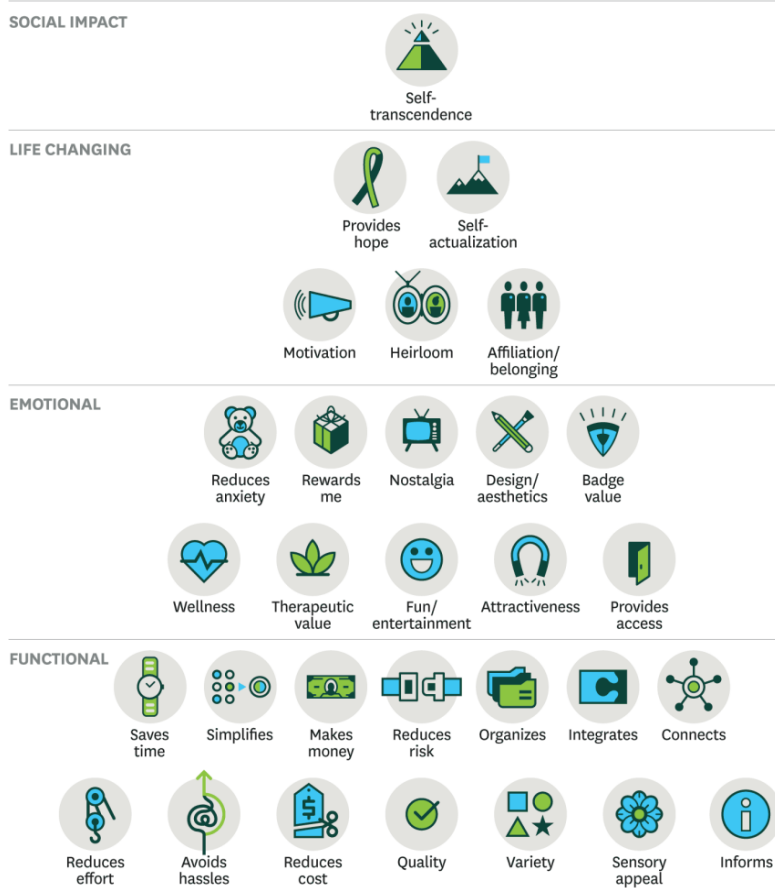 SOCIAL IMPACT
Self-
transcendence
LIFE CHANGING
Provides
hope
Self-
actualization
Motivation
Heirloom
Affiliation/
belonging
EMOTIONAL
Reduces
anxiety
Rewards
me
Nostalgia
Design/
aesthetics
Badge
value
Wellness
Therapeutic
value
Fun/
entertainment
Attractiveness
Provides
access
FUNCTIONAL
Saves
time
Simplifies
Makes
money
Reduces
risk
Organizes
Integrates
Connects
Reduces
effort
Avoids
hassles
$
Reduces
cost
Quality
Variety
Sensory
appeal
i
Informs